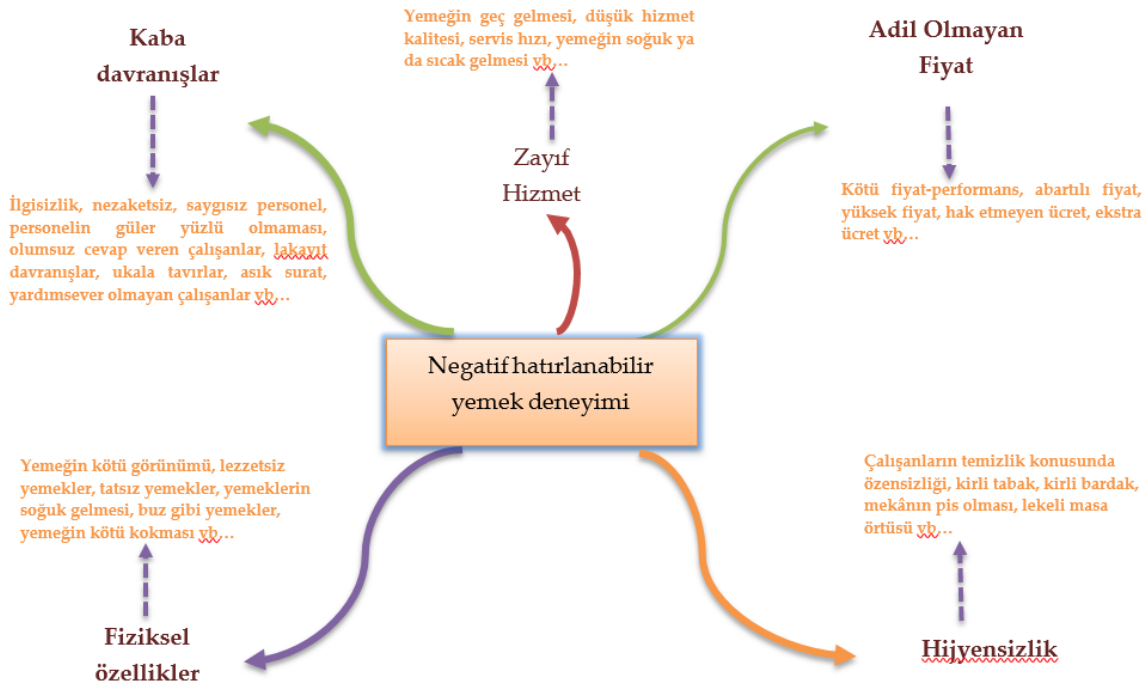 Kaba
davranışlar
İlgisizlik, nezaketsiz, saygısız personel,
personelin güler yüzlü olmaması,
olumsuz cevap veren çalışanlar, lakayıt
davranışlar, ukala tavırlar, asık surat,
yardımsever olmayan çalışanlar vb…
Yemeğin geç gelmesi, düşük hizmet
kalitesi, servis hızı, yemeğin soğuk ya
da sıcak gelmesi vb…
Zayıf
Hizmet
Adil Olmayan
Fiyat
Kötü fiyat-performans, abartılı fiyat,
yüksek fiyat, hak etmeyen ücret, ekstra
ücret vb…
Negatif hatırlanabilir
yemek deneyimi
Yemeğin kötü görünümü, lezzetsiz
yemekler, tatsız yemekler, yemeklerin
soğuk gelmesi, buz gibi yemekler,
yemeğin kötü kokması vb…
Fiziksel
özellikler
Çalışanların temizlik konusunda
özensizliği, kirli tabak, kirli bardak,
mekânın pis olması, lekeli masa
örtüsü vb…
Hijyensizlik